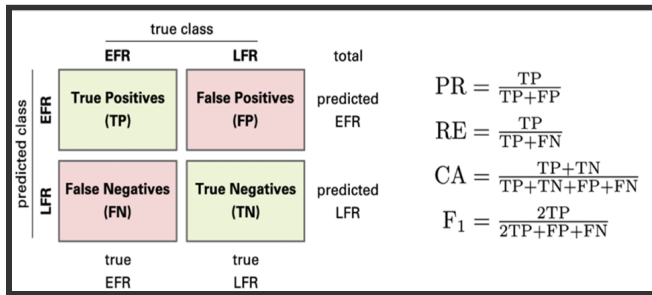 true class
EFR LFR total
predicted class
EFR
True Positives
(TP)
False Positives
(FP)
predicted
EFR
LFR
False Negatives
(FN)
True Negatives
(TN)
predicted
LFR
true
EFR
true
LFR
PR = TP / TP+FP
RE = TP / TP+FN
CA = TP+TN / TP+TN+FP+FN
F₁ = 2TP / 2TP+FP+FN